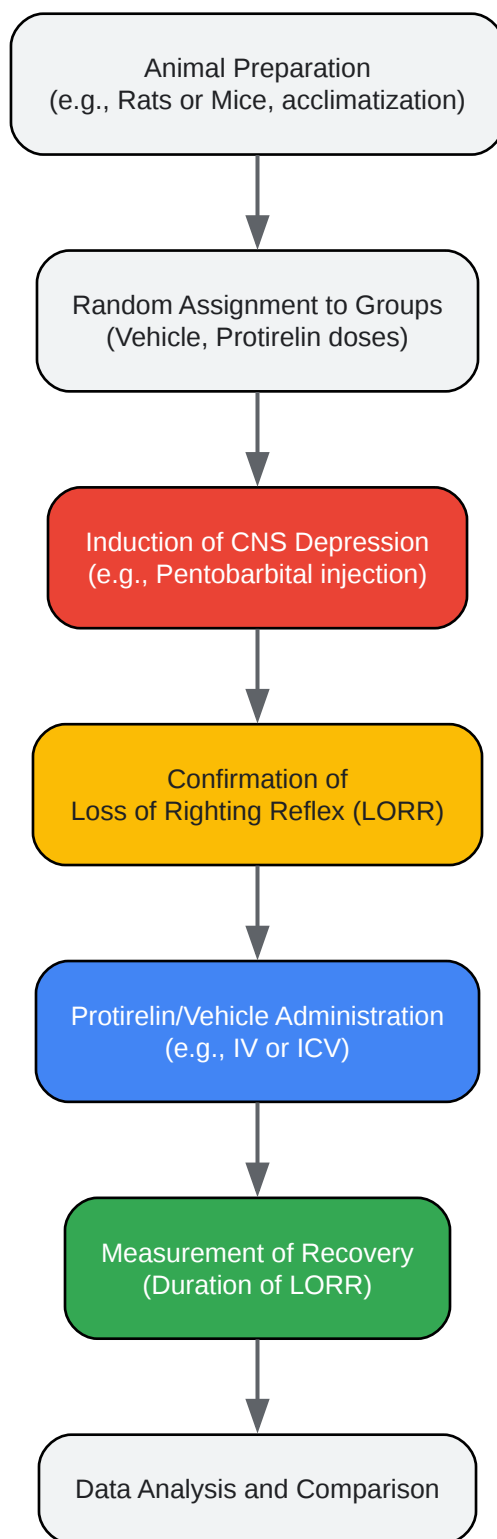 Animal Preparation
(e.g., Rats or Mice, acclimatization)
Random Assignment to Groups
(Vehicle, Protirelin doses)
Induction of CNS Depression
(e.g., Pentobarbital injection)
Confirmation of
Loss of Righting Reflex (LORR)
Protirelin/Vehicle Administration
(e.g., IV or ICV)
Measurement of Recovery
(Duration of LORR)
Data Analysis and Comparison